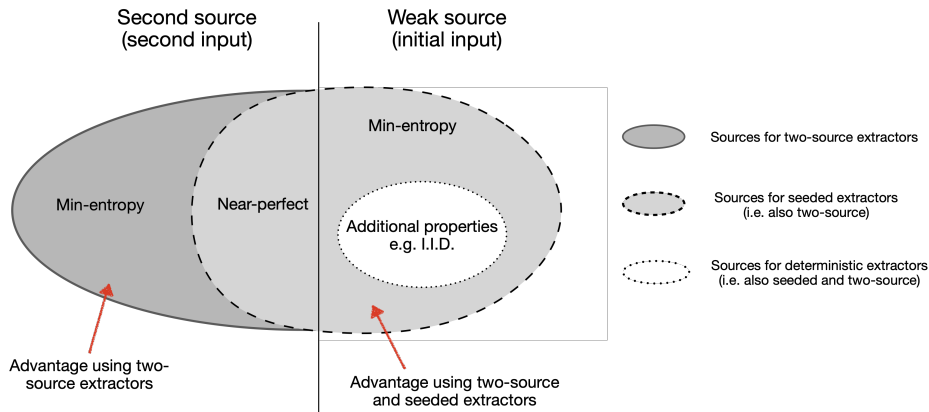 Second source
(second input)
Weak source
(initial input)
Min-entropy
Min-entropy
Near-perfect
Additional properties
e.g. I.I.D.
Advantage using two-
source extractors
Advantage using two-source
and seeded extractors
Sources for two-source extractors
Sources for seeded extractors
(i.e. also two-source)
Sources for deterministic extractors
(i.e. also seeded and two-source)